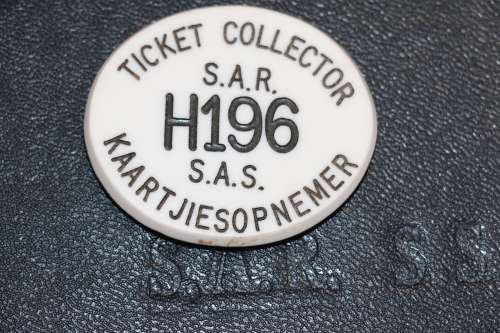 TICKET COLLECTOR
S.A.R.
H196
S.A.S.
KAARTJIESOPNEMER
S.A.R. S